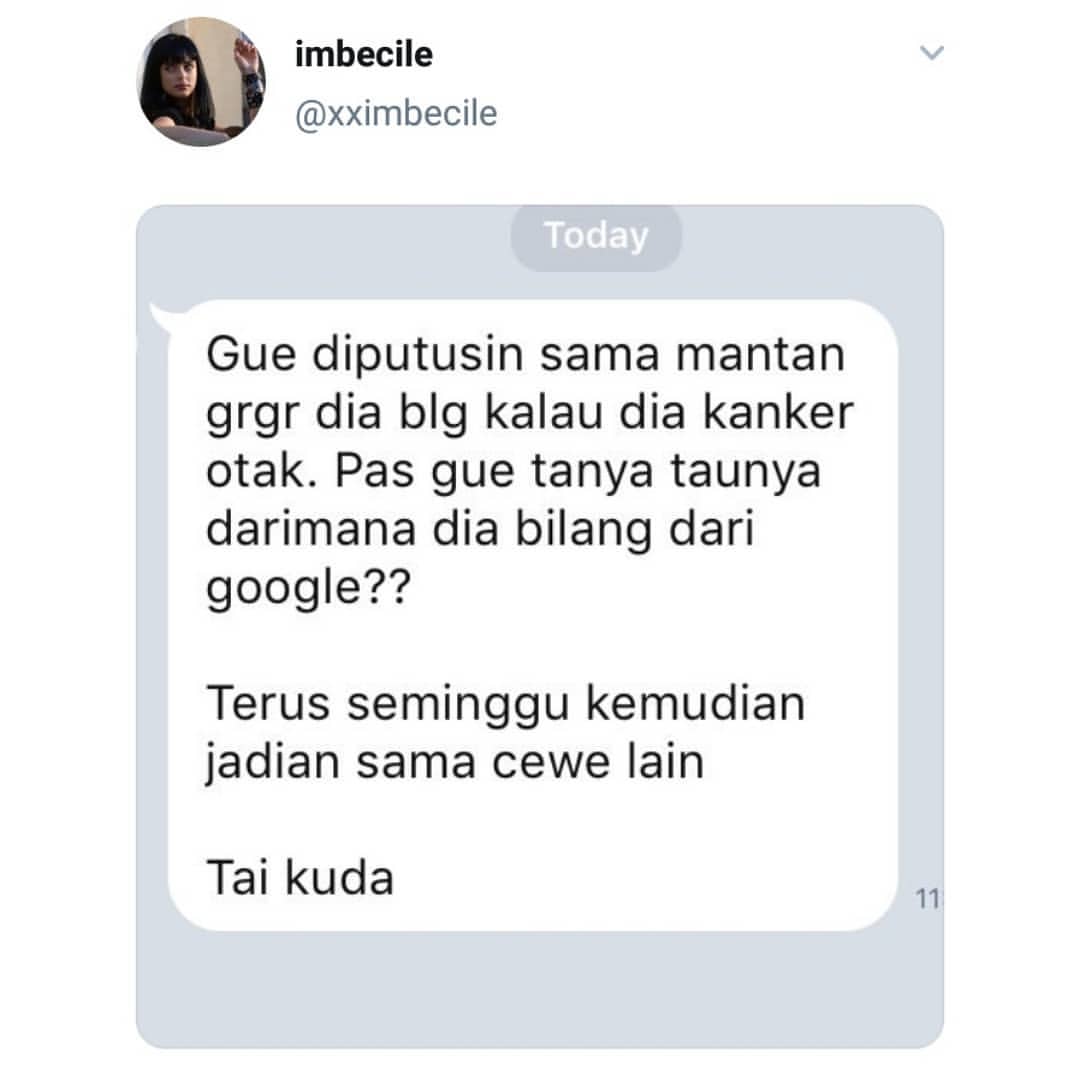 imbecile
@xximbecile
Today
Gue diputusin sama mantan
grgr dia blg kalau dia kanker
otak. Pas gue tanya taunya
darimana dia bilang dari
google??
Terus seminggu kemudian
jadian sama cewe lain
Tai kuda
11: